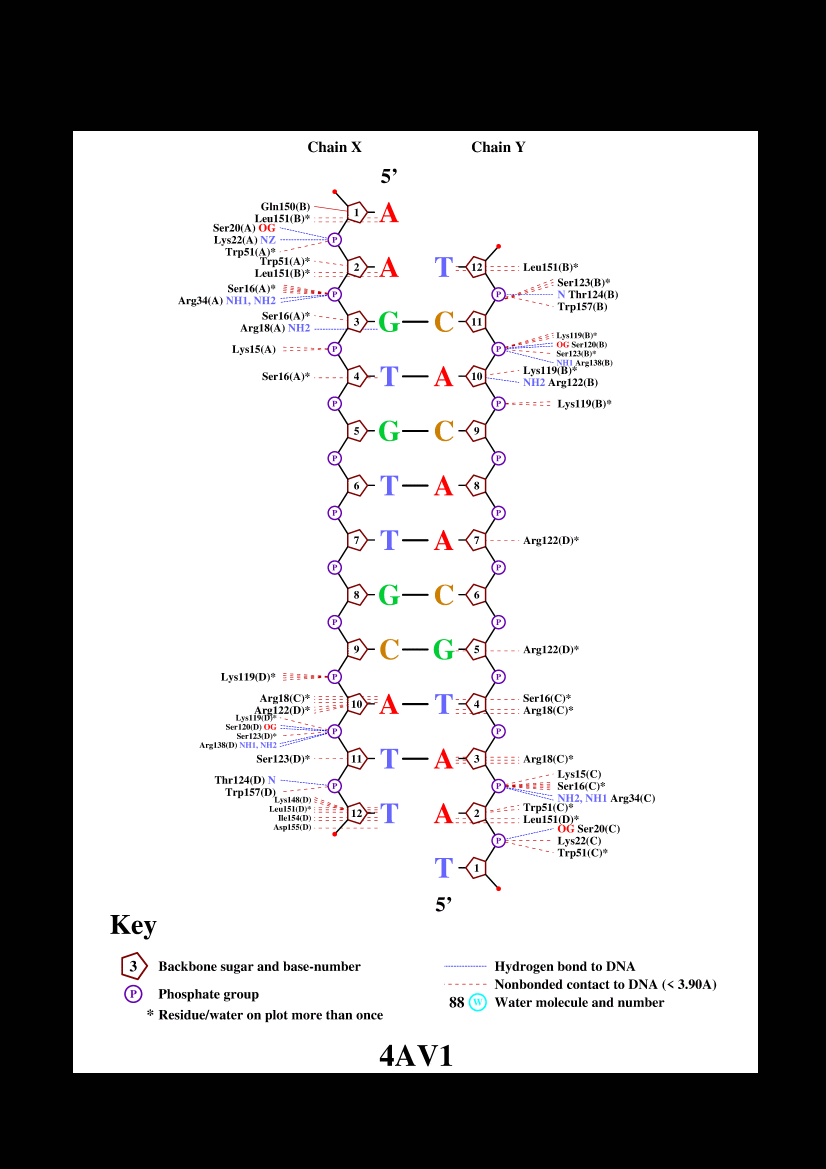 Chain X Chain Y
5’
Gln150(B)
Leu151(B)*
1 A
Ser20(A) OG
Lys22(A) NZ
Trp51(A)*
P
Trp51(A)*
Leu151(B)*
2 A T 12 Leu151(B)*
Ser16(A)*
Arg34(A) NH1, NH2
P P
Ser123(B)*
N Thr124(B)
Trp157(B)
Ser16(A)*
Arg18(A) NH2
3 G C 11
Lys15(A) P P
Lys119(B)*
OG Ser120(B)
Ser123(B)*
NH1 Arg138(B)
Ser16(A)* 4 T A 10
Lys119(B)*
NH2 Arg122(B)
P P Lys119(B)*
5 G C 9
P P
6 T A 8
P P
7 T A 7 Arg122(D)*
P P
8 G C 6
P P
9 C G 5 Arg122(D)*
Lys119(D)* P P
Arg18(C)*
Arg122(D)*
10 A T 4
Ser16(C)*
Arg18(C)*
Lys119(D)*
Ser120(D) OG
Ser123(D)*
Arg138(D) NH1, NH2
P P
Ser123(D)* 11 T A 3 Arg18(C)*
Thr124(D) N
Trp157(D)
P P
Lys15(C)
Ser16(C)*
NH2, NH1 Arg34(C)
Lys148(D)
Leu151(D)*
Ile154(D)
Asp155(D)
12 T A 2
Trp51(C)*
Leu151(D)*
P
OG Ser20(C)
Lys22(C)
Trp51(C)*
T 1
5’
Key
3 Backbone sugar and base-number
P Phosphate group
* Residue/water on plot more than once
Hydrogen bond to DNA
Nonbonded contact to DNA (< 3.90A)
88 W Water molecule and number
4AV1